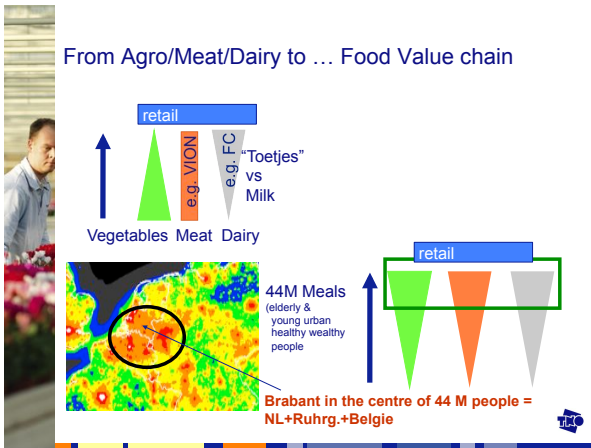 From Agro/Meat/Dairy to … Food Value chain
retail
e.g. VION
e.g. FC
“Toetjes”
vs
Milk
Vegetables Meat Dairy
retail
44M Meals
(elderly &
young urban
healthy wealthy
people
Brabant in the centre of 44 M people =
NL+Ruhrg.+Belgie
TNO